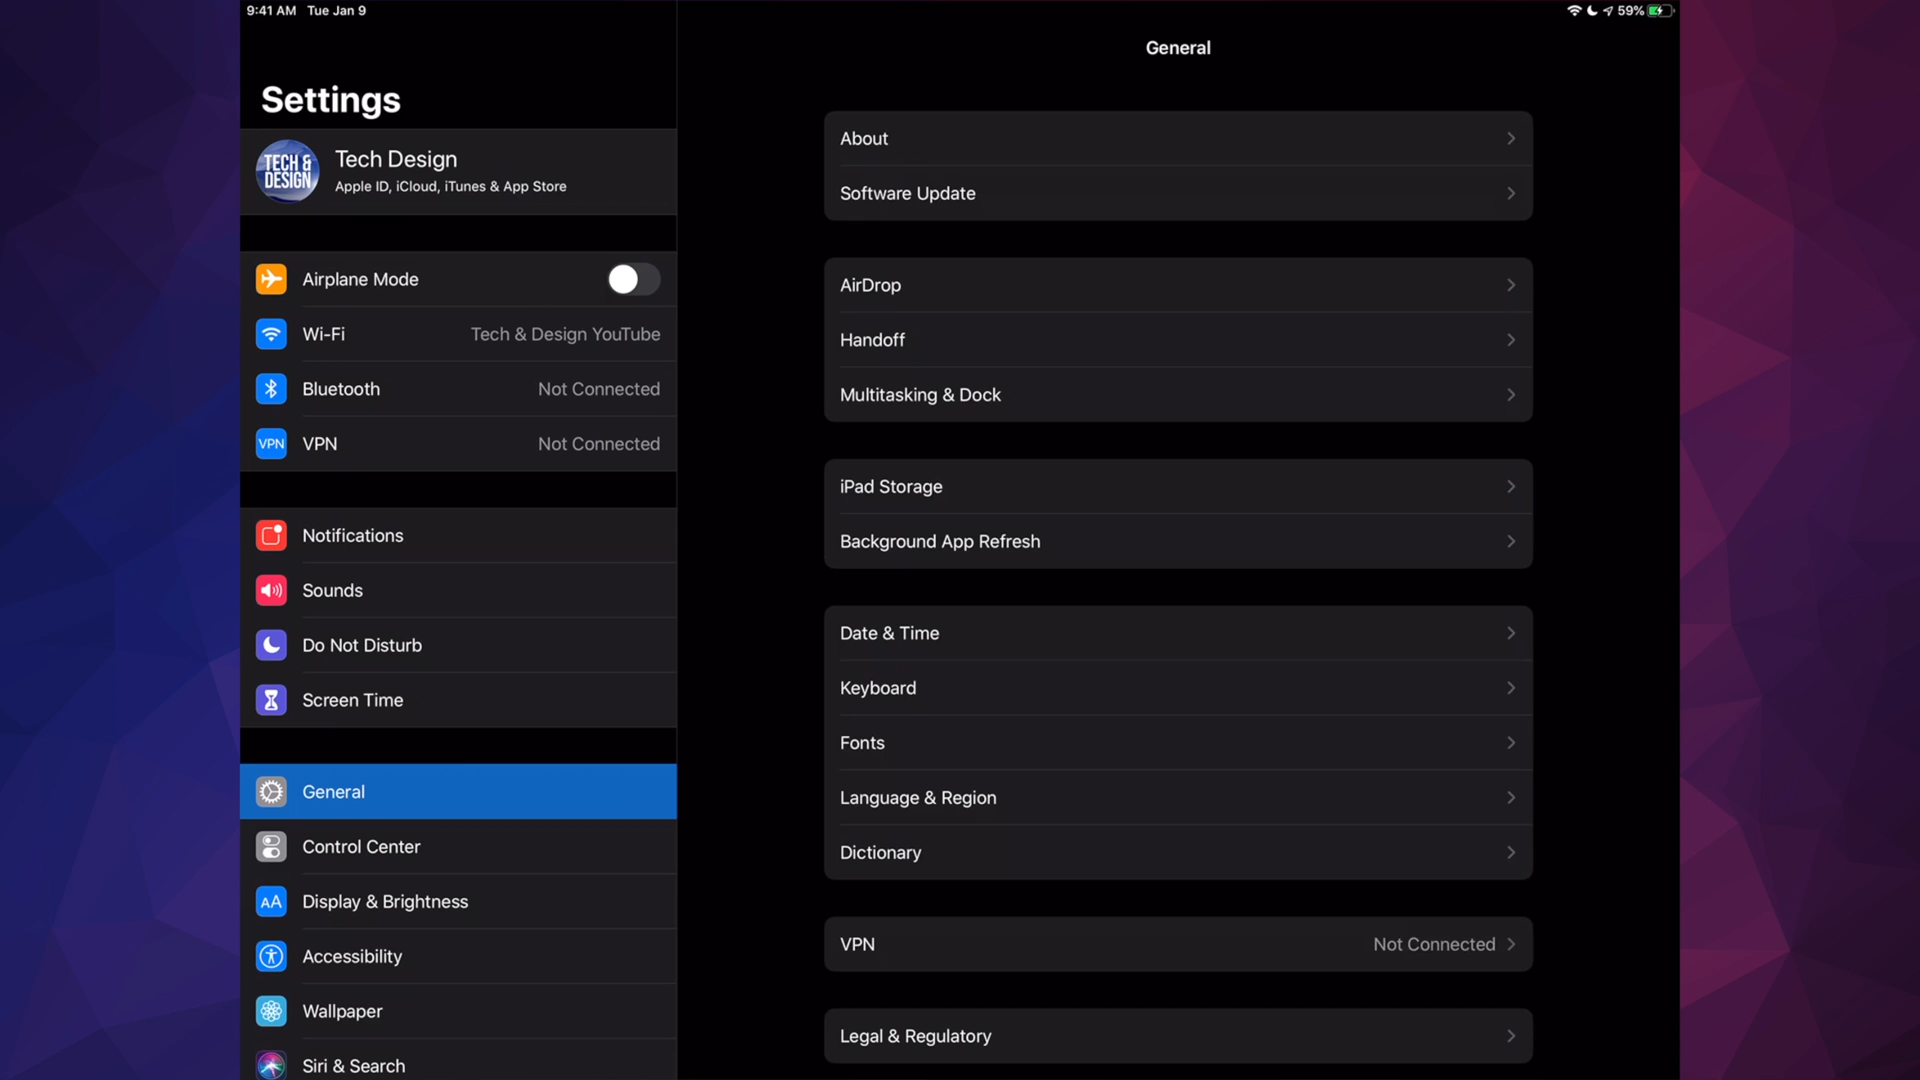 9:41 AM Tue Jan 9
59%
Settings
TECH &
DESIGN
Tech Design
Apple ID, iCloud, iTunes & App Store
Airplane Mode
Wi-Fi Tech & Design YouTube
Bluetooth Not Connected
VPN VPN Not Connected
Notifications
Sounds
Do Not Disturb
Screen Time
General
Control Center
AA Display & Brightness
Accessibility
Wallpaper
Siri & Search
General
About
Software Update
AirDrop
Handoff
Multitasking & Dock
iPad Storage
Background App Refresh
Date & Time
Keyboard
Fonts
Language & Region
Dictionary
VPN Not Connected
Legal & Regulatory